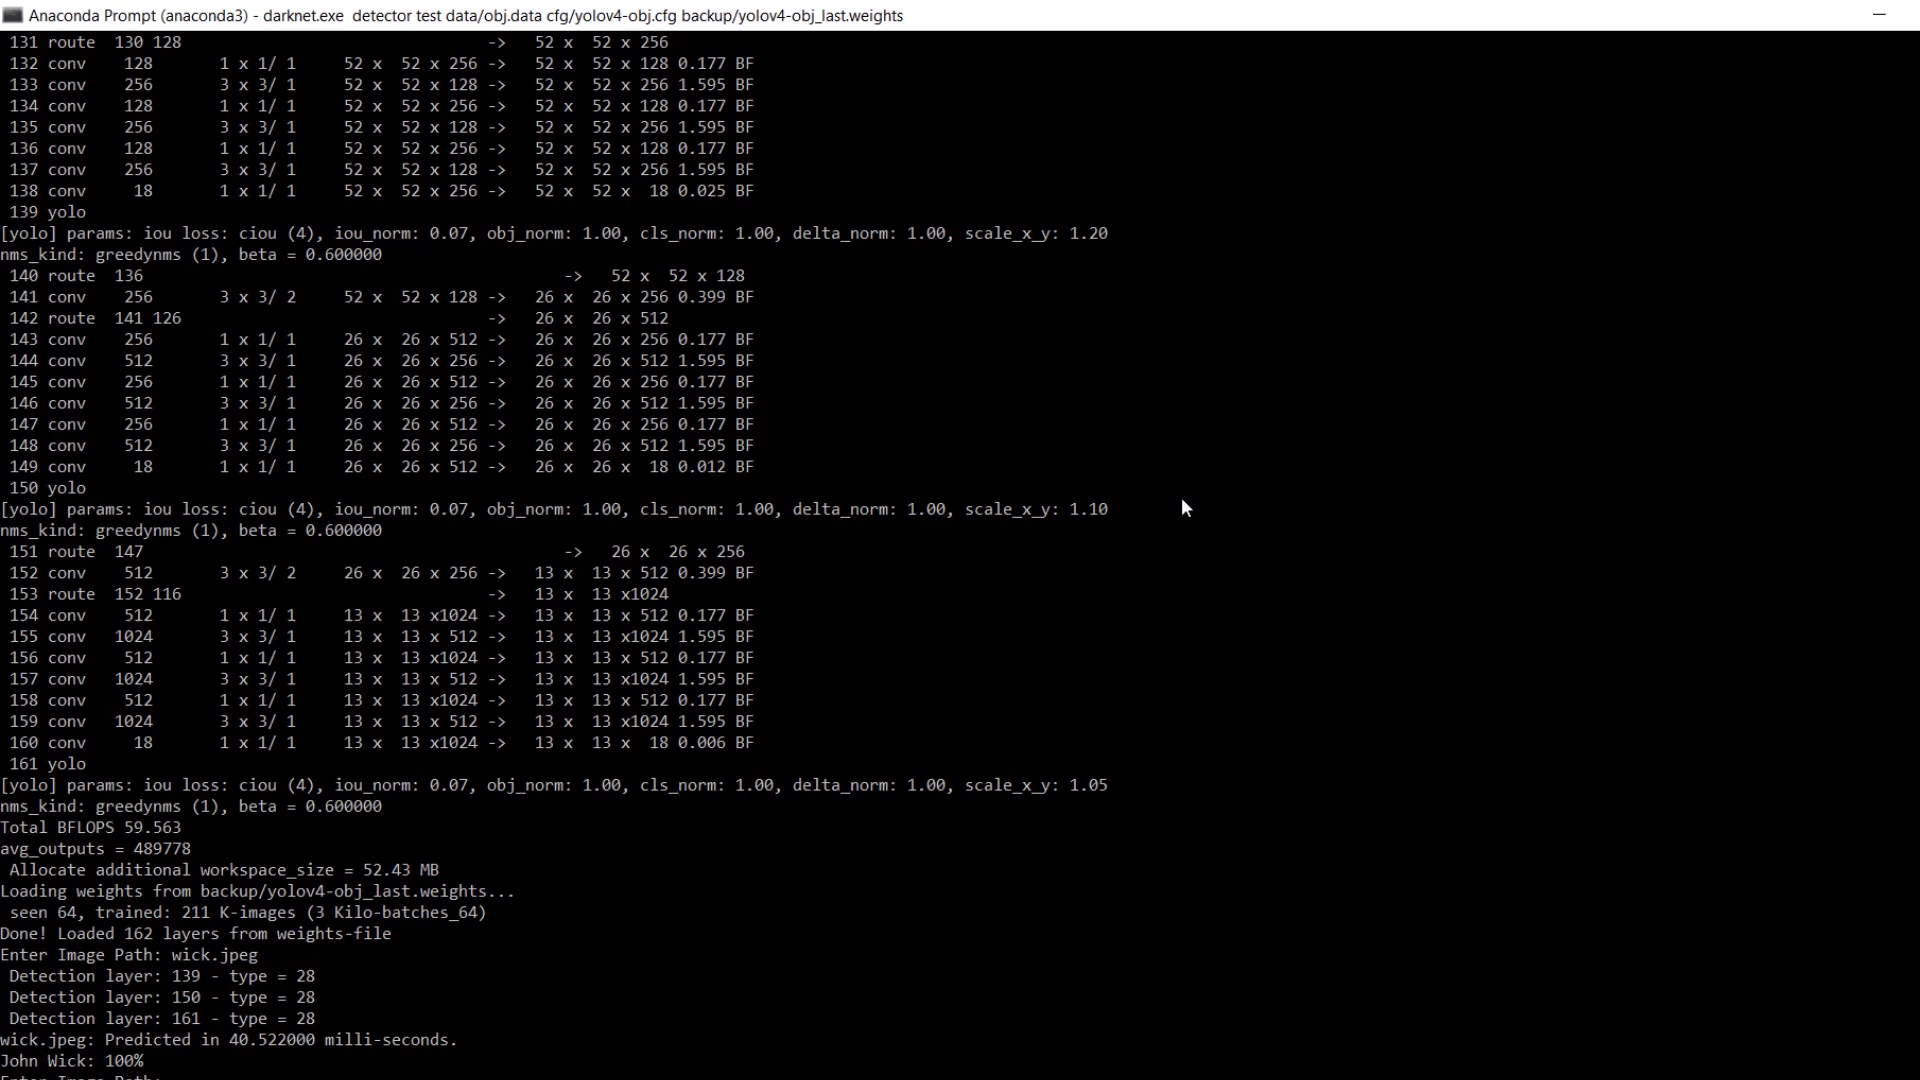 Anaconda Prompt (anaconda3) - darknet.exe  detector test data/obj.data cfg/yolov4-obj.cfg backup/yolov4-obj_last.weights
131 route  130 128                                ->   52 x  52 x 256
132 conv    128       1 x 1/ 1     52 x  52 x 256 ->   52 x  52 x 128 0.177 BF
133 conv    256       3 x 3/ 1     52 x  52 x 128 ->   52 x  52 x 256 1.595 BF
134 conv    128       1 x 1/ 1     52 x  52 x 256 ->   52 x  52 x 128 0.177 BF
135 conv    256       3 x 3/ 1     52 x  52 x 128 ->   52 x  52 x 256 1.595 BF
136 conv    128       1 x 1/ 1     52 x  52 x 256 ->   52 x  52 x 128 0.177 BF
137 conv    256       3 x 3/ 1     52 x  52 x 128 ->   52 x  52 x 256 1.595 BF
138 conv     18       1 x 1/ 1     52 x  52 x 256 ->   52 x  52 x  18 0.025 BF
139 yolo
[yolo] params: iou loss: ciou (4), iou_norm: 0.07, obj_norm: 1.00, cls_norm: 1.00, delta_norm: 1.00, scale_x_y: 1.20
nms_kind: greedynms (1), beta = 0.600000
140 route  136                                            ->   52 x  52 x 128
141 conv    256       3 x 3/ 2     52 x  52 x 128 ->   26 x  26 x 256 0.399 BF
142 route  141 126                                ->   26 x  26 x 512
143 conv    256       1 x 1/ 1     26 x  26 x 512 ->   26 x  26 x 256 0.177 BF
144 conv    512       3 x 3/ 1     26 x  26 x 256 ->   26 x  26 x 512 1.595 BF
145 conv    256       1 x 1/ 1     26 x  26 x 512 ->   26 x  26 x 256 0.177 BF
146 conv    512       3 x 3/ 1     26 x  26 x 256 ->   26 x  26 x 512 1.595 BF
147 conv    256       1 x 1/ 1     26 x  26 x 512 ->   26 x  26 x 256 0.177 BF
148 conv    512       3 x 3/ 1     26 x  26 x 256 ->   26 x  26 x 512 1.595 BF
149 conv     18       1 x 1/ 1     26 x  26 x 512 ->   26 x  26 x  18 0.012 BF
150 yolo
[yolo] params: iou loss: ciou (4), iou_norm: 0.07, obj_norm: 1.00, cls_norm: 1.00, delta_norm: 1.00, scale_x_y: 1.10
nms_kind: greedynms (1), beta = 0.600000
151 route  147                                            ->   26 x  26 x 256
152 conv    512       3 x 3/ 2     26 x  26 x 256 ->   13 x  13 x 512 0.399 BF
153 route  152 116                                ->   13 x  13 x1024
154 conv    512       1 x 1/ 1     13 x  13 x1024 ->   13 x  13 x 512 0.177 BF
155 conv   1024       3 x 3/ 1     13 x  13 x 512 ->   13 x  13 x1024 1.595 BF
156 conv    512       1 x 1/ 1     13 x  13 x1024 ->   13 x  13 x 512 0.177 BF
157 conv   1024       3 x 3/ 1     13 x  13 x 512 ->   13 x  13 x1024 1.595 BF
158 conv    512       1 x 1/ 1     13 x  13 x1024 ->   13 x  13 x 512 0.177 BF
159 conv   1024       3 x 3/ 1     13 x  13 x 512 ->   13 x  13 x1024 1.595 BF
160 conv     18       1 x 1/ 1     13 x  13 x1024 ->   13 x  13 x  18 0.006 BF
161 yolo
[yolo] params: iou loss: ciou (4), iou_norm: 0.07, obj_norm: 1.00, cls_norm: 1.00, delta_norm: 1.00, scale_x_y: 1.05
nms_kind: greedynms (1), beta = 0.600000
Total BFLOPS 59.563
avg_outputs = 489778
Allocate additional workspace_size = 52.43 MB
Loading weights from backup/yolov4-obj_last.weights...
seen 64, trained: 211 K-images (3 Kilo-batches_64)
Done! Loaded 162 layers from weights-file
Enter Image Path: wick.jpeg
Detection layer: 139 - type = 28
Detection layer: 150 - type = 28
Detection layer: 161 - type = 28
wick.jpeg: Predicted in 40.522000 milli-seconds.
John Wick: 100%
Enter Image Path: